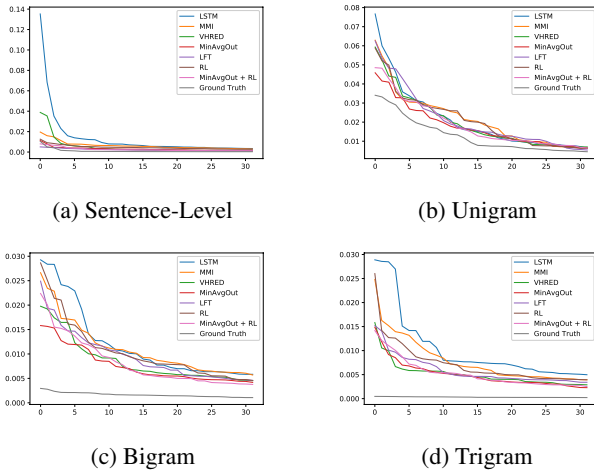 0.14
0.12
0.10
0.08
0.06
0.04
0.02
0.00
0 5 10 15 20 25 30
LSTM
MMI
VHRED
MinAvgOut
LFT
RL
MinAvgOut + RL
Ground Truth
(a) Sentence-Level
0.08
0.07
0.06
0.05
0.04
0.03
0.02
0.01
0 5 10 15 20 25 30
LSTM
MMI
VHRED
MinAvgOut
LFT
RL
MinAvgOut + RL
Ground Truth
(b) Unigram
0.030
0.025
0.020
0.015
0.010
0.005
0.000
0 5 10 15 20 25 30
LSTM
MMI
VHRED
MinAvgOut
LFT
RL
MinAvgOut + RL
Ground Truth
(c) Bigram
0.030
0.025
0.020
0.015
0.010
0.005
0.000
0 5 10 15 20 25 30
LSTM
MMI
VHRED
MinAvgOut
LFT
RL
MinAvgOut + RL
Ground Truth
(d) Trigram